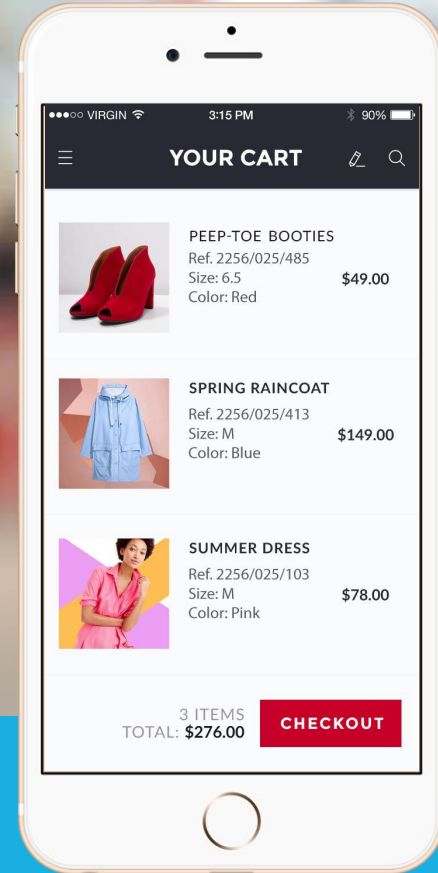 ●●●○○ VIRGIN 3:15 PM 90%
YOUR CART
PEEP-TOE BOOTIES
Ref. 2256/025/485
Size: 6.5
Color: Red
$49.00
SPRING RAINCOAT
Ref. 2256/025/413
Size: M
Color: Blue
$149.00
SUMMER DRESS
Ref. 2256/025/103
Size: M
Color: Pink
$78.00
3 ITEMS
TOTAL: $276.00
CHECKOUT